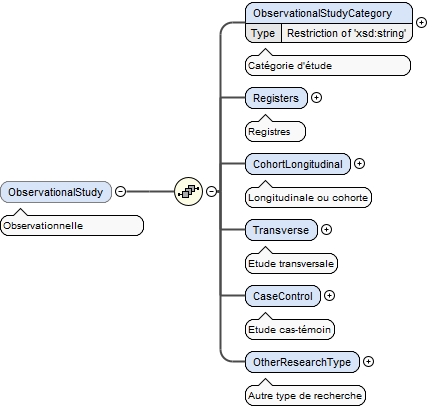 ObservationalStudyCategory
Type Restriction of 'xsd:string'
Catégorie d'étude
Registers
Registres
CohortLongitudinal
Longitudinale ou cohorte
ObservationalStudy
Observationnelle
Transverse
Etude transversale
CaseControl
Etude cas-témoin
OtherResearchType
Autre type de recherche